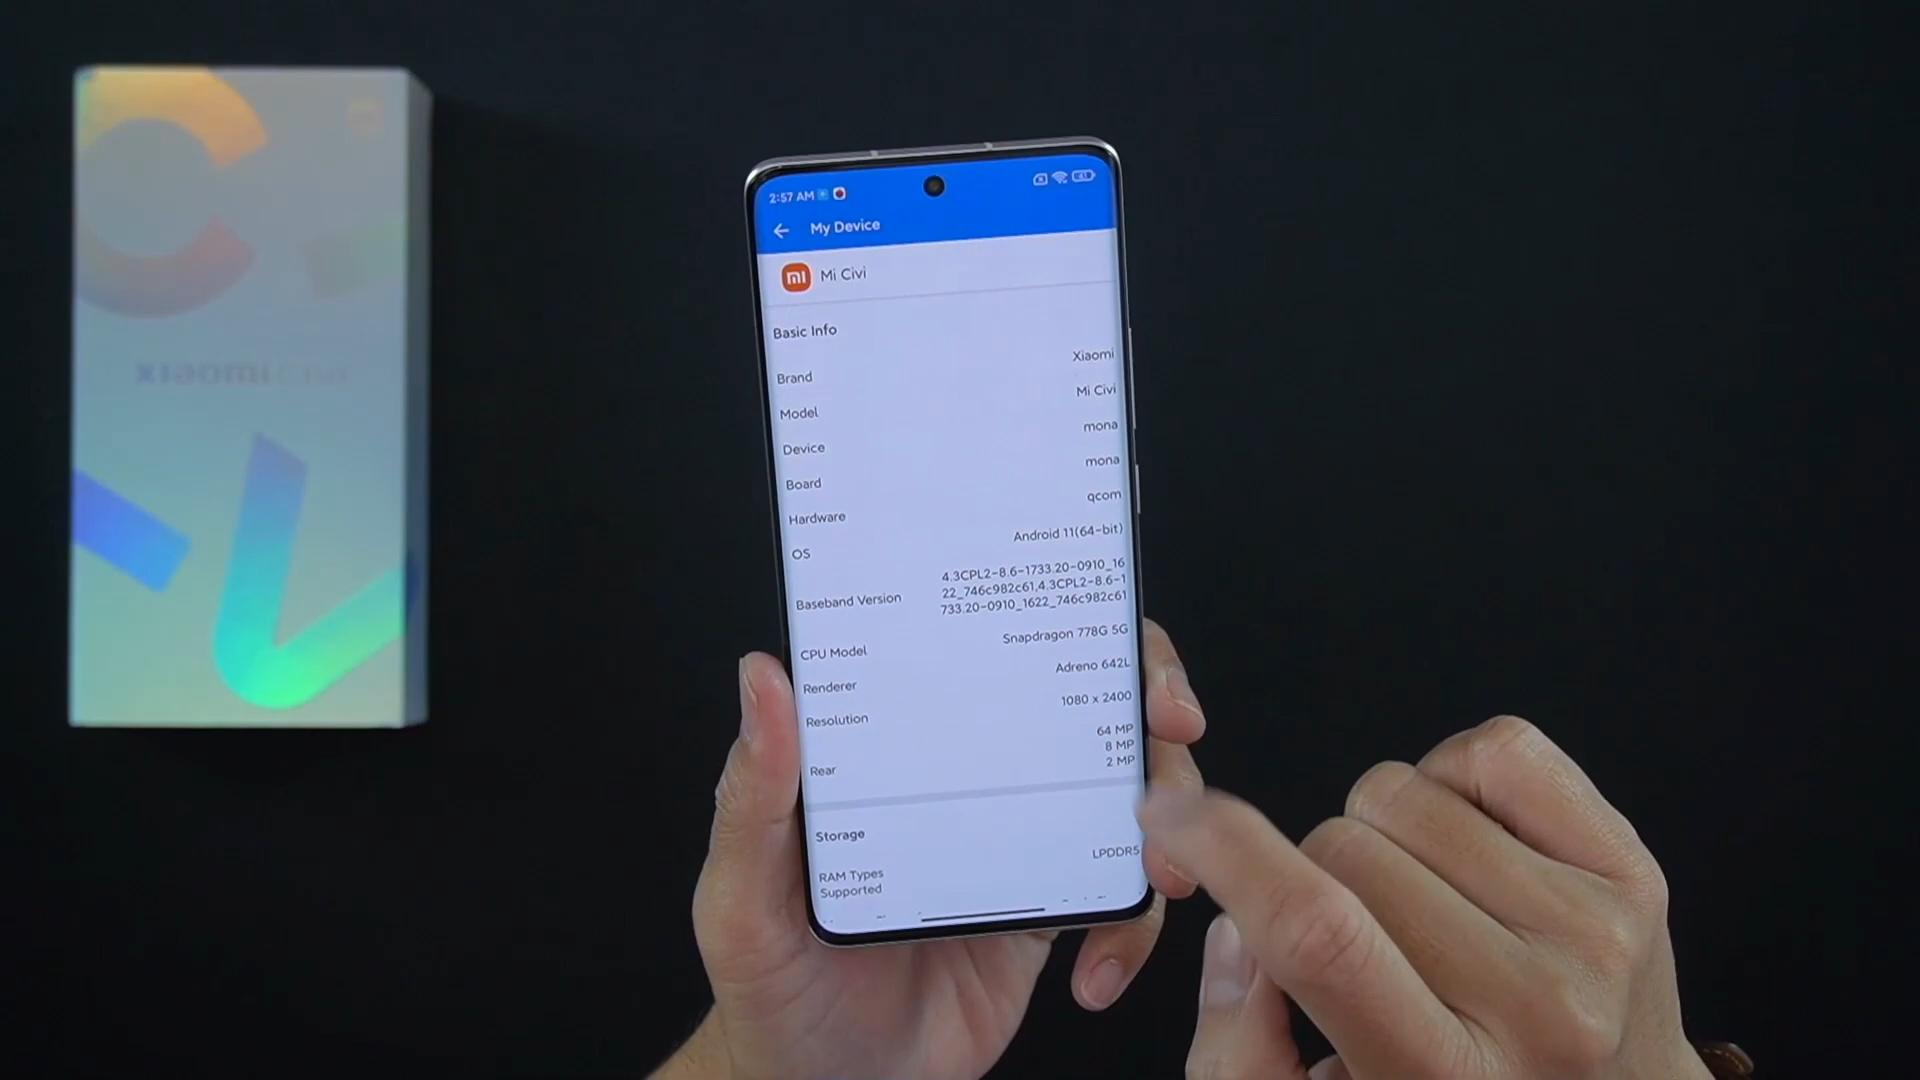 2:57 AM
My Device
mi Mi Civi
Basic Info
Brand Xiaomi
Model Mi Civi
Device mona
Board mona
Hardware qcom
OS Android 11(64-bit)
Baseband Version 4.3CPL2-8.6-1733.20-0910_16
22_746c982c61,4.3CPL2-8.6-1
733.20-0910_1622_746c982c61
CPU Model Snapdragon 778G 5G
Renderer Adreno 642L
Resolution 1080 x 2400
Rear 64 MP
8 MP
2 MP
Storage
RAM Types
Supported LPDDR5
xiaomi